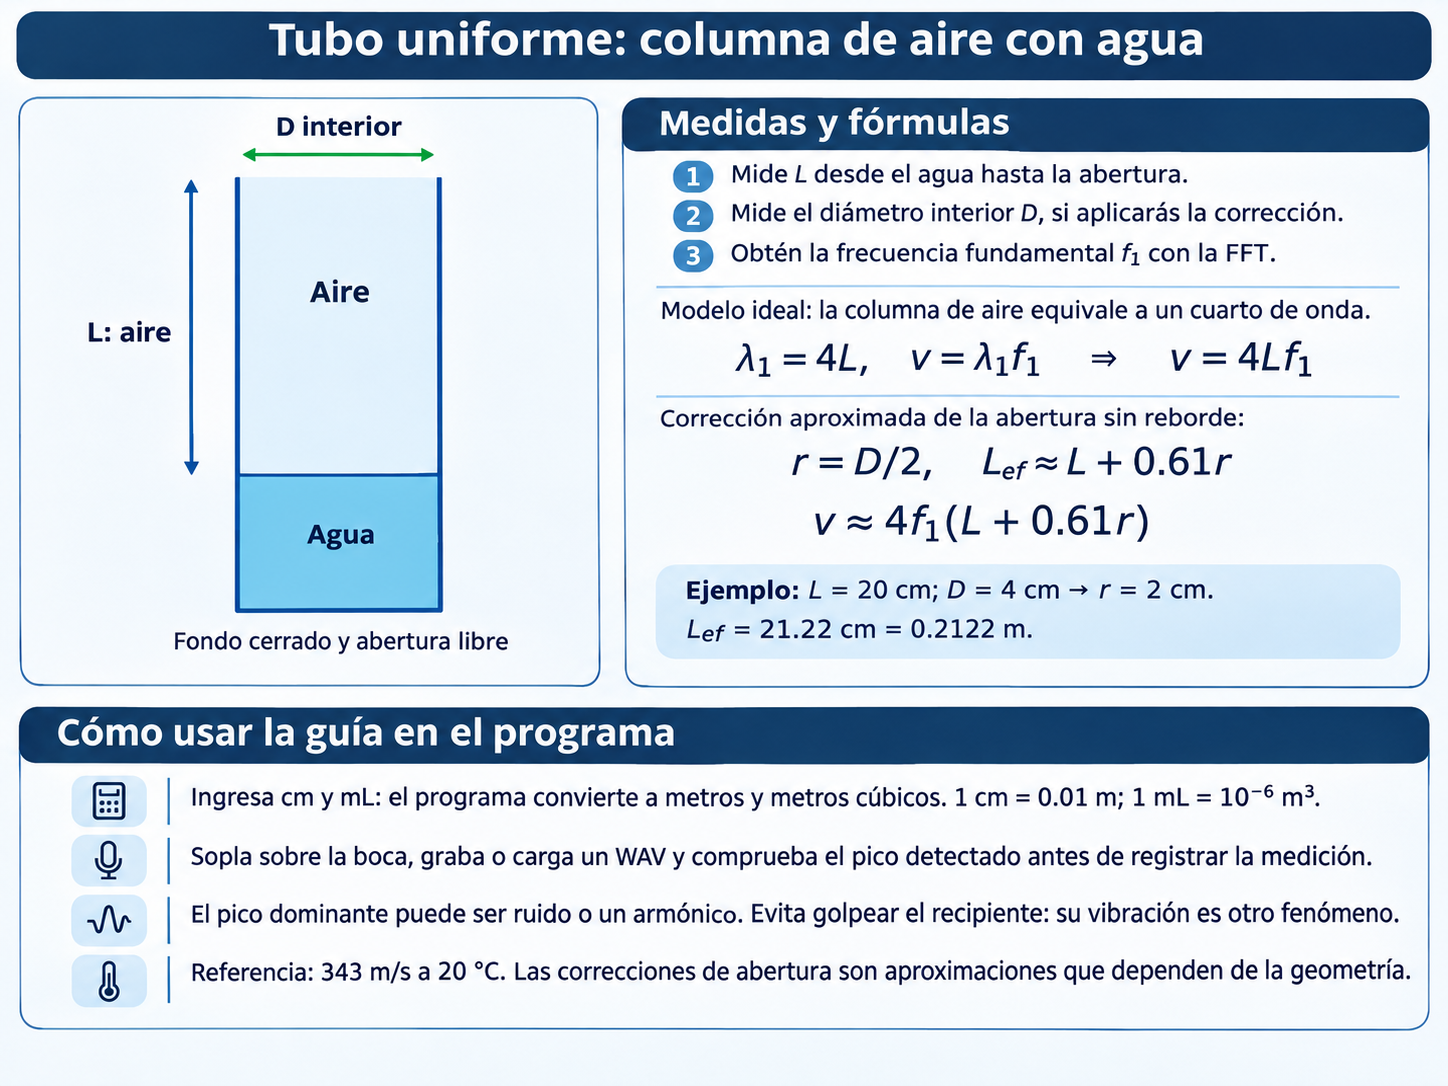 Tubo uniforme: columna de aire con agua
D interior
L: aire
Aire
Agua
Fondo cerrado y abertura libre
Medidas y fórmulas
1 Mide L desde el agua hasta la abertura.
2 Mide el diámetro interior D, si aplicarás la corrección.
3 Obtén la frecuencia fundamental f₁ con la FFT.
Modelo ideal: la columna de aire equivale a un cuarto de onda.
λ₁ = 4L, v = λ₁f₁ ⇒ v = 4Lf₁
Corrección aproximada de la abertura sin reborde:
r = D/2, Lef ≈ L + 0.61r
v ≈ 4f₁(L + 0.61r)
Ejemplo: L = 20 cm; D = 4 cm → r = 2 cm.
Lef = 21.22 cm = 0.2122 m.
Cómo usar la guía en el programa
Ingresa cm y mL: el programa convierte a metros y metros cúbicos. 1 cm = 0.01 m; 1 mL = 10⁻⁶ m³.
Sopla sobre la boca, graba o carga un WAV y comprueba el pico detectado antes de registrar la medición.
El pico dominante puede ser ruido o un armónico. Evita golpear el recipiente: su vibración es otro fenómeno.
Referencia: 343 m/s a 20 °C. Las correcciones de abertura son aproximaciones que dependen de la geometría.